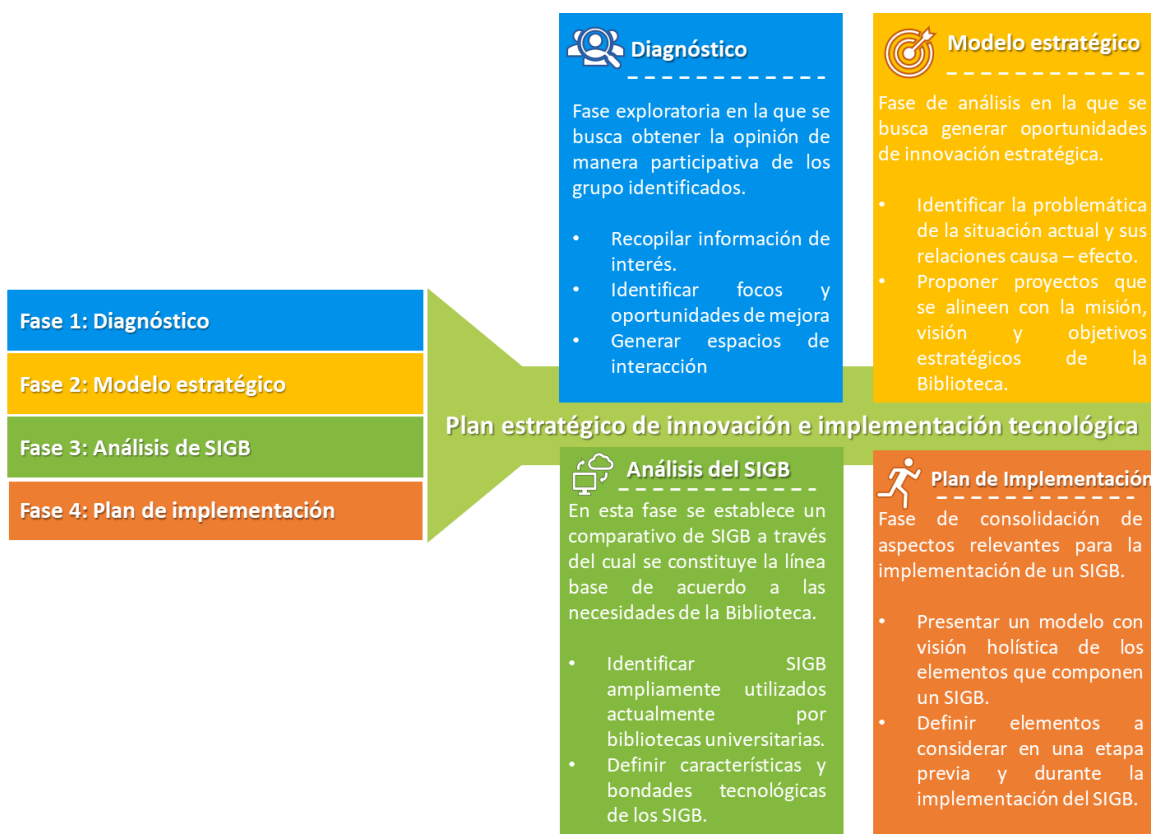 Fase 1: Diagnóstico
Fase 2: Modelo estratégico
Fase 3: Análisis de SIGB
Fase 4: Plan de implementación
Diagnóstico
Fase exploratoria en la que se
busca obtener la opinión de
manera participativa de los
grupo identificados.
• Recopilar información de
interés.
• Identificar focos y
oportunidades de mejora
• Generar espacios de
interacción
Modelo estratégico
Fase de análisis en la que se
busca generar oportunidades
de innovación estratégica.
• Identificar la problemática
de la situación actual y sus
relaciones causa – efecto.
• Proponer proyectos que
se alineen con la misión,
visión y objetivos
estratégicos de la
Biblioteca.
Plan estratégico de innovación e implementación tecnológica
Análisis del SIGB
En esta fase se establece un
comparativo de SIGB a través
del cual se constituye la línea
base de acuerdo a las
necesidades de la Biblioteca.
• Identificar SIGB
ampliamente utilizados
actualmente por
bibliotecas universitarias.
• Definir características y
bondades tecnológicas
de los SIGB.
Plan de Implementación
Fase de consolidación de
aspectos relevantes para la
implementación de un SIGB.
• Presentar un modelo con
visión holística de los
elementos que componen
un SIGB.
• Definir elementos a
considerar en una etapa
previa y durante la
implementación del SIGB.